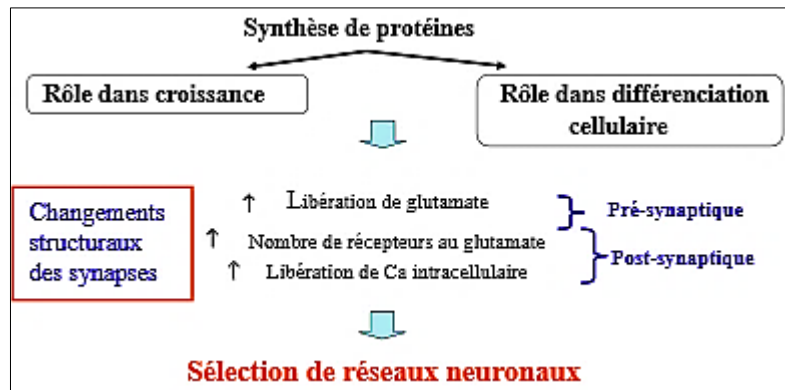 Synthèse de protéines
Rôle dans croissance
Rôle dans différenciation
cellulaire
Changements
structuraux
des synapses
↑ Libération de glutamate
↑ Nombre de récepteurs au glutamate
↑ Libération de Ca intracellulaire
Pré-synaptique
Post-synaptique
Sélection de réseaux neuronaux